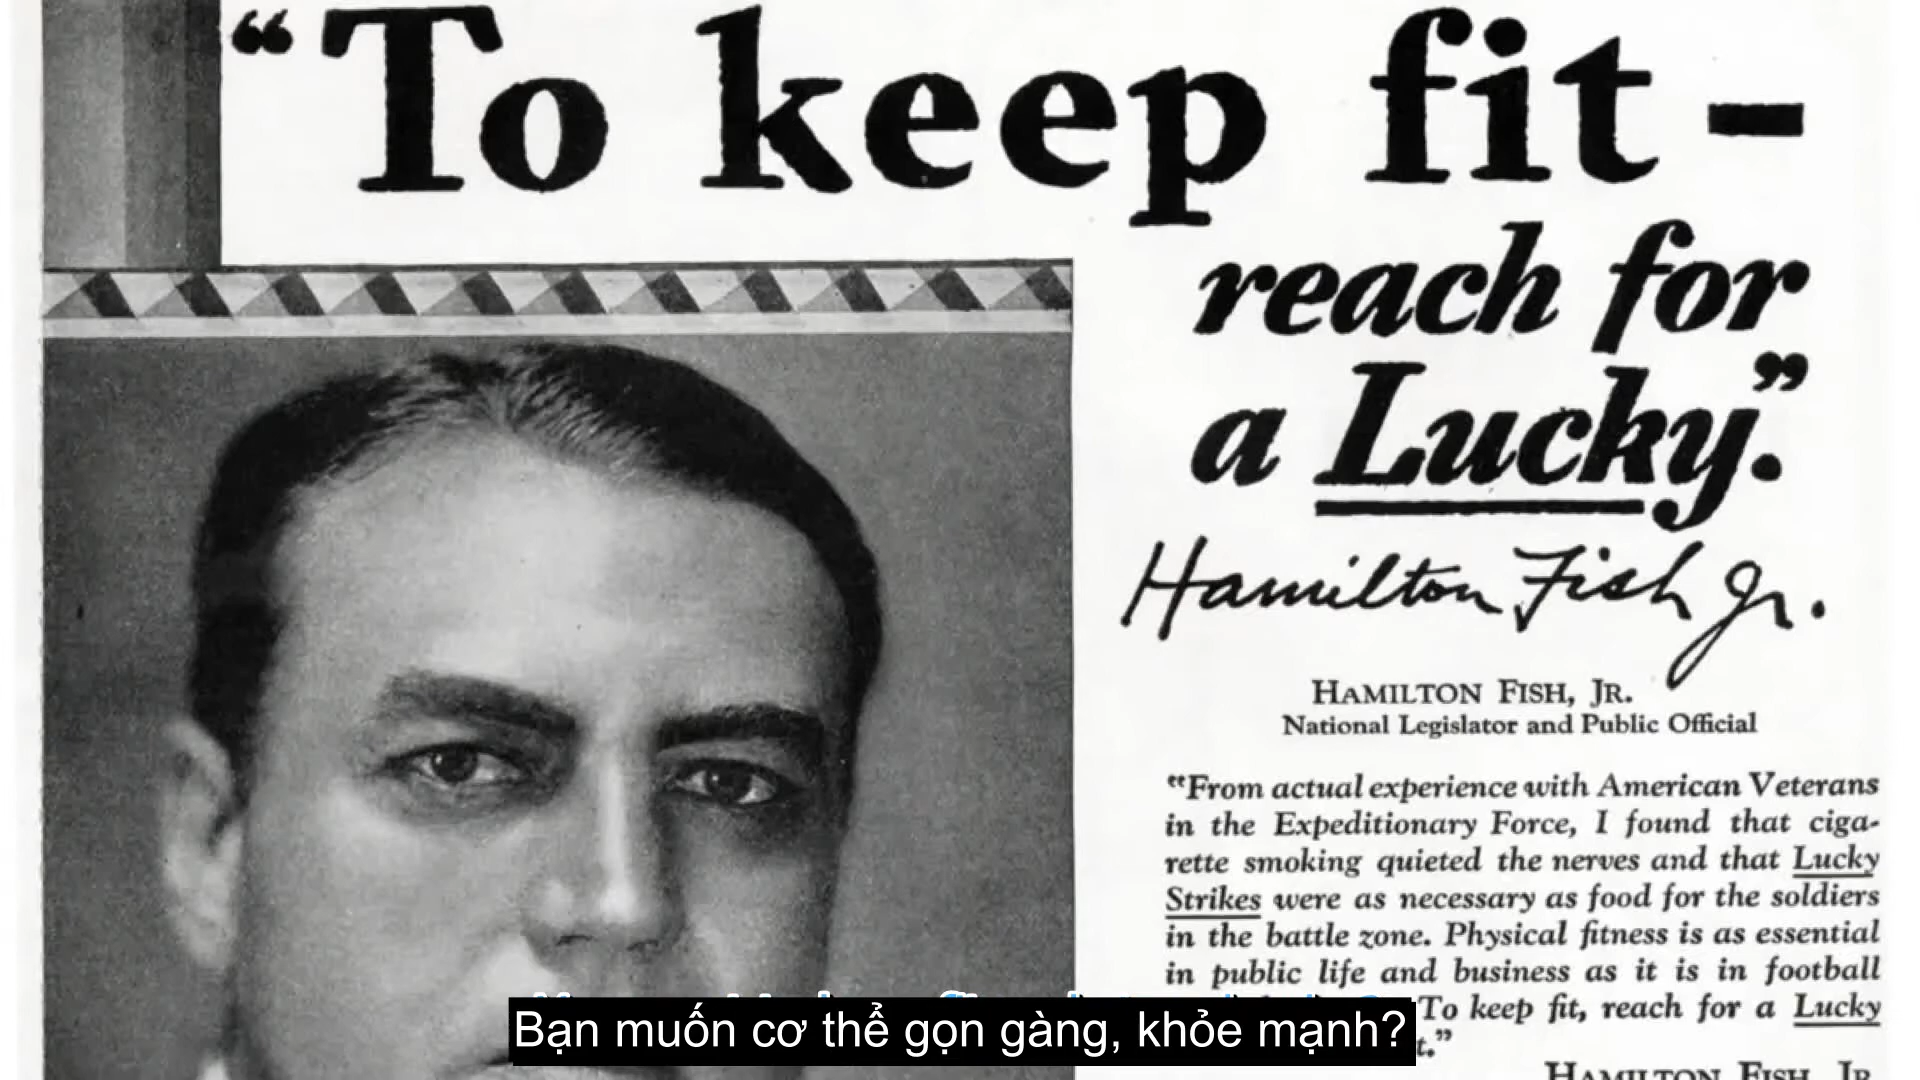 “To keep fit -
reach for
a Lucky.”
Hamilton Fish Jr.
HAMILTON FISH, JR.
National Legislator and Public Official
“From actual experience with American Veterans
in the Expeditionary Force, I found that ciga-
rette smoking quieted the nerves and that Lucky
Strikes were as necessary as food for the soldiers
in the battle zone. Physical fitness is as essential
in public life and business as it is in football
To keep fit, reach for a Lucky
t.”
HAMILTON FISH, JR.
Bạn muốn cơ thể gọn gàng, khỏe mạnh?